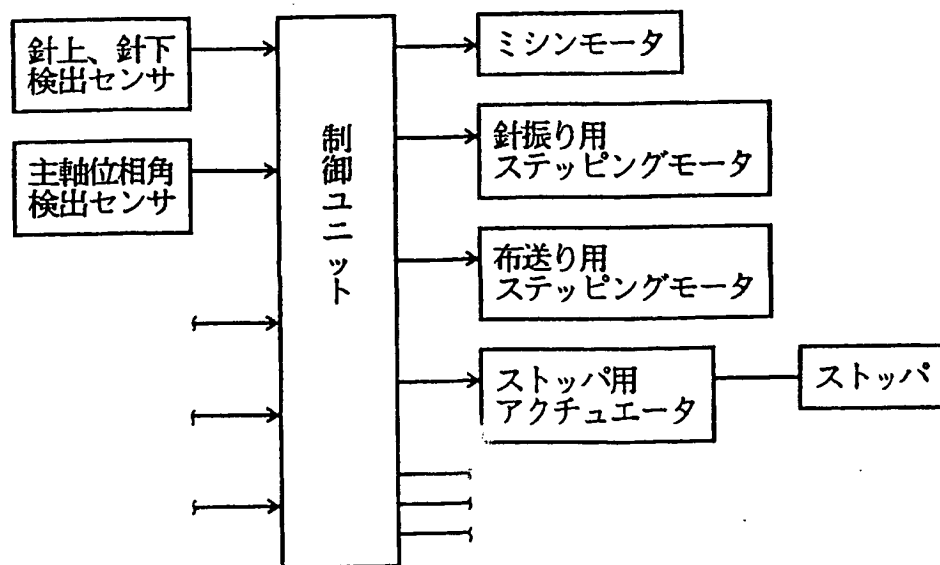 針上、針下
検出センサ
主軸位相角
検出センサ
制御ユニット
ミシンモータ
針振り用
ステッピングモータ
布送り用
ステッピングモータ
ストッパ用
アクチュエータ
ストッパ